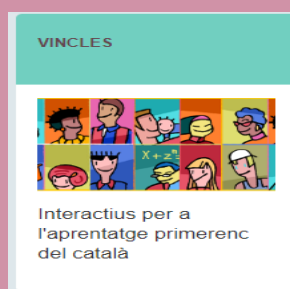 VINCLES
X+Z
Interactius per a
l'aprentatge primerenc
del català